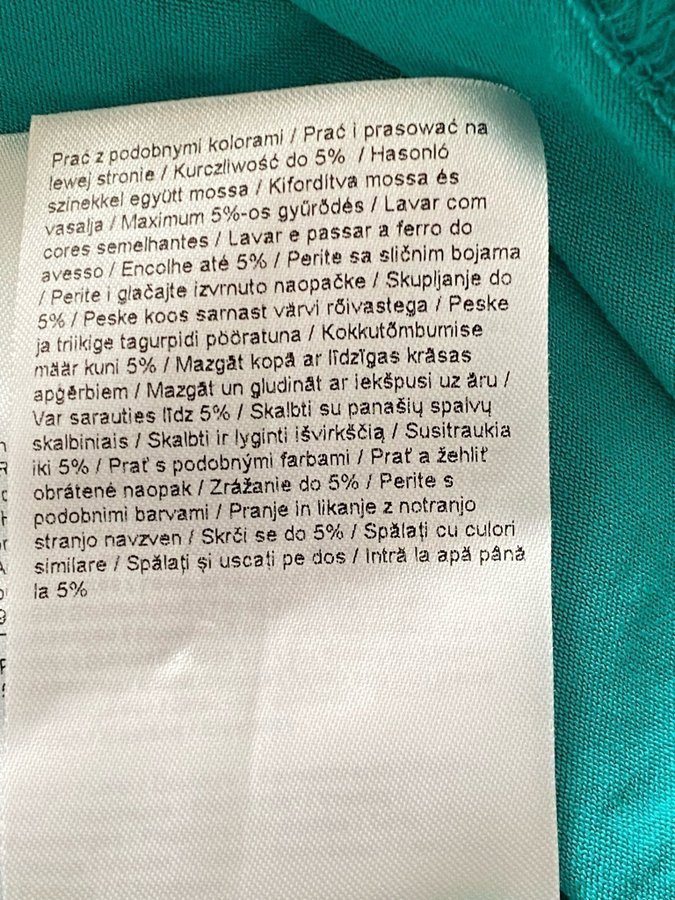 Prać z podobnymi kolorami / Prać i prasować na
lewej stronie / Kurczliwość do 5% / Hasonló
színekkel együtt mossa / Kifordítva mossa és
vasalja / Maximum 5%-os gyűrődés / Lavar com
cores semelhantes / Lavar e passar a ferro do
avesso / Encolhe até 5% / Perite sa sličnim bojama
/ Perite i glačajte izvrnuto naopačke / Skupljanje do
5% / Peske koos sarnast värvi rõivastega / Peske
ja triikige tagurpidi pööratuna / Kokkutõmbumise
määr kuni 5% / Mazgāt kopā ar līdzīgas krāsas
apģērbiem / Mazgāt un gludināt ar iekšpusi uz āru /
Var sarauties līdz 5% / Skalbti su panašių spalvų
skalbiniais / Skalbti ir lyginti išvirkščią / Susitraukia
iki 5% / Prať s podobnými farbami / Prať a žehliť
obrátené naopak / Zrážanie do 5% / Perite s
podobnimi barvami / Pranje in likanje z notranjo
stranjo navzven / Skrči se do 5% / Spălați cu culori
similare / Spălați și uscați pe dos / Intră la apă până
la 5%